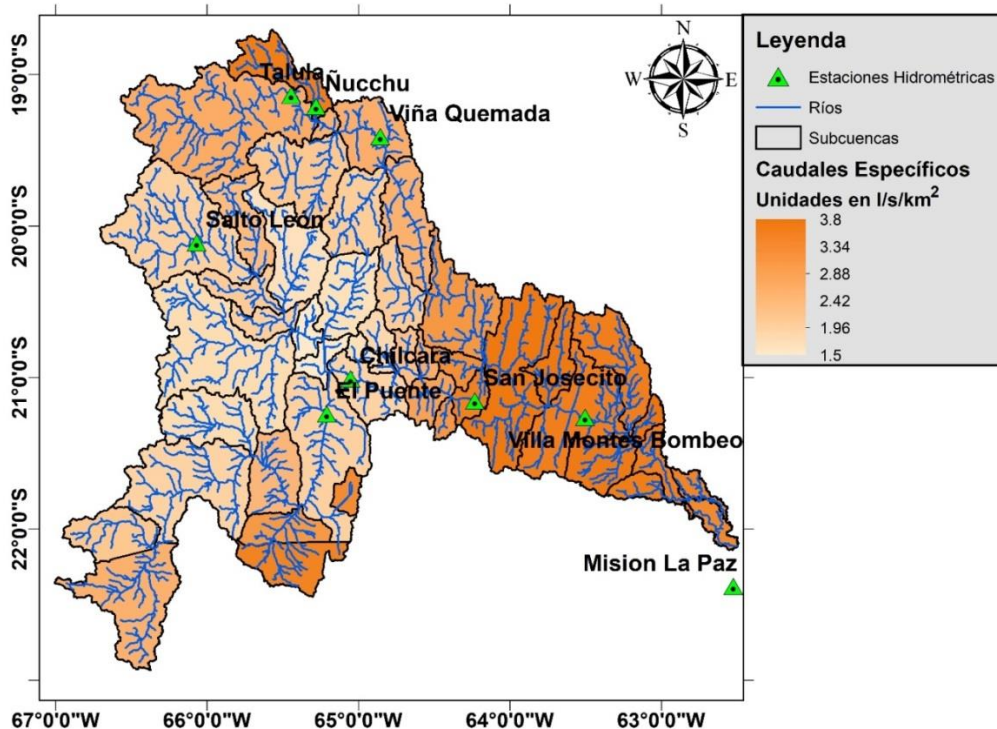 Talula
Ñucchu
Viña Quemada
Salto León
Chilcara
El Puente
San Josecito
Villa Montes Bombeo
Mision La Paz
N
W E
S
19°0'0"S
20°0'0"S
21°0'0"S
22°0'0"S
67°0'0"W
66°0'0"W
65°0'0"W
64°0'0"W
63°0'0"W
Leyenda
Estaciones Hidrométricas
Ríos
Subcuencas
Caudales Específicos
Unidades en l/s/km²
3.8
3.34
2.88
2.42
1.96
1.5